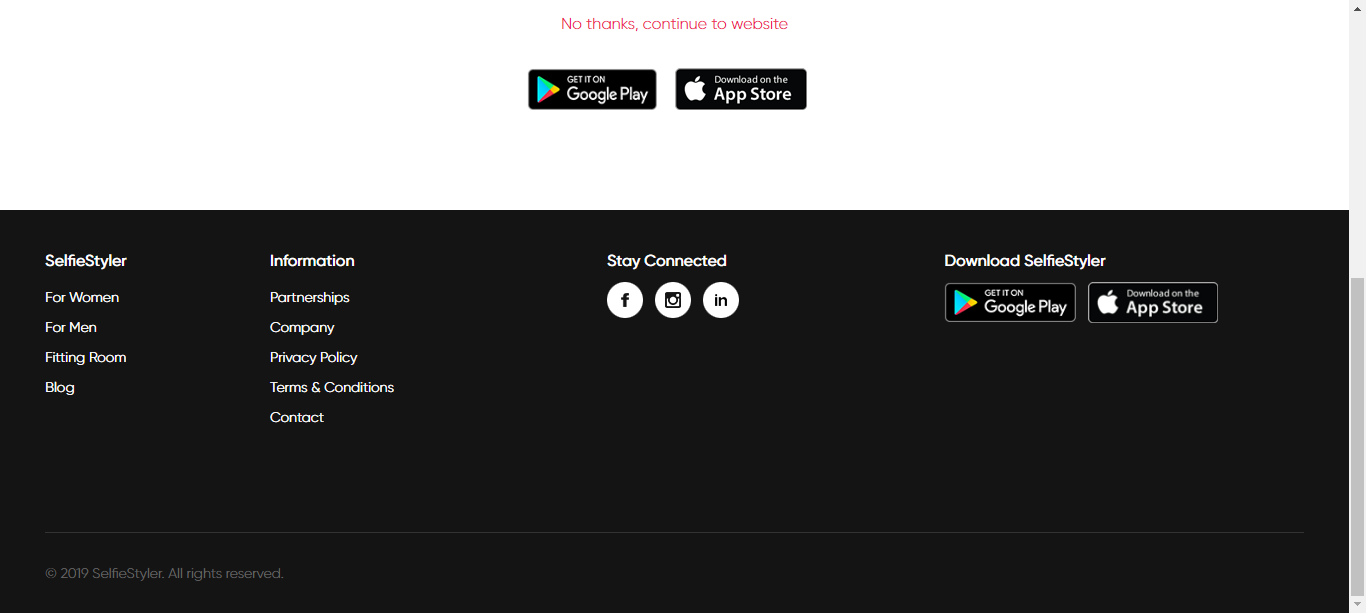 No thanks, continue to website
GET IT ON
Google Play
Download on the
App Store
SelfieStyler
For Women
For Men
Fitting Room
Blog
Information
Partnerships
Company
Privacy Policy
Terms & Conditions
Contact
Stay Connected
f
in
Download SelfieStyler
GET IT ON
Google Play
Download on the
App Store
© 2019 SelfieStyler. All rights reserved.